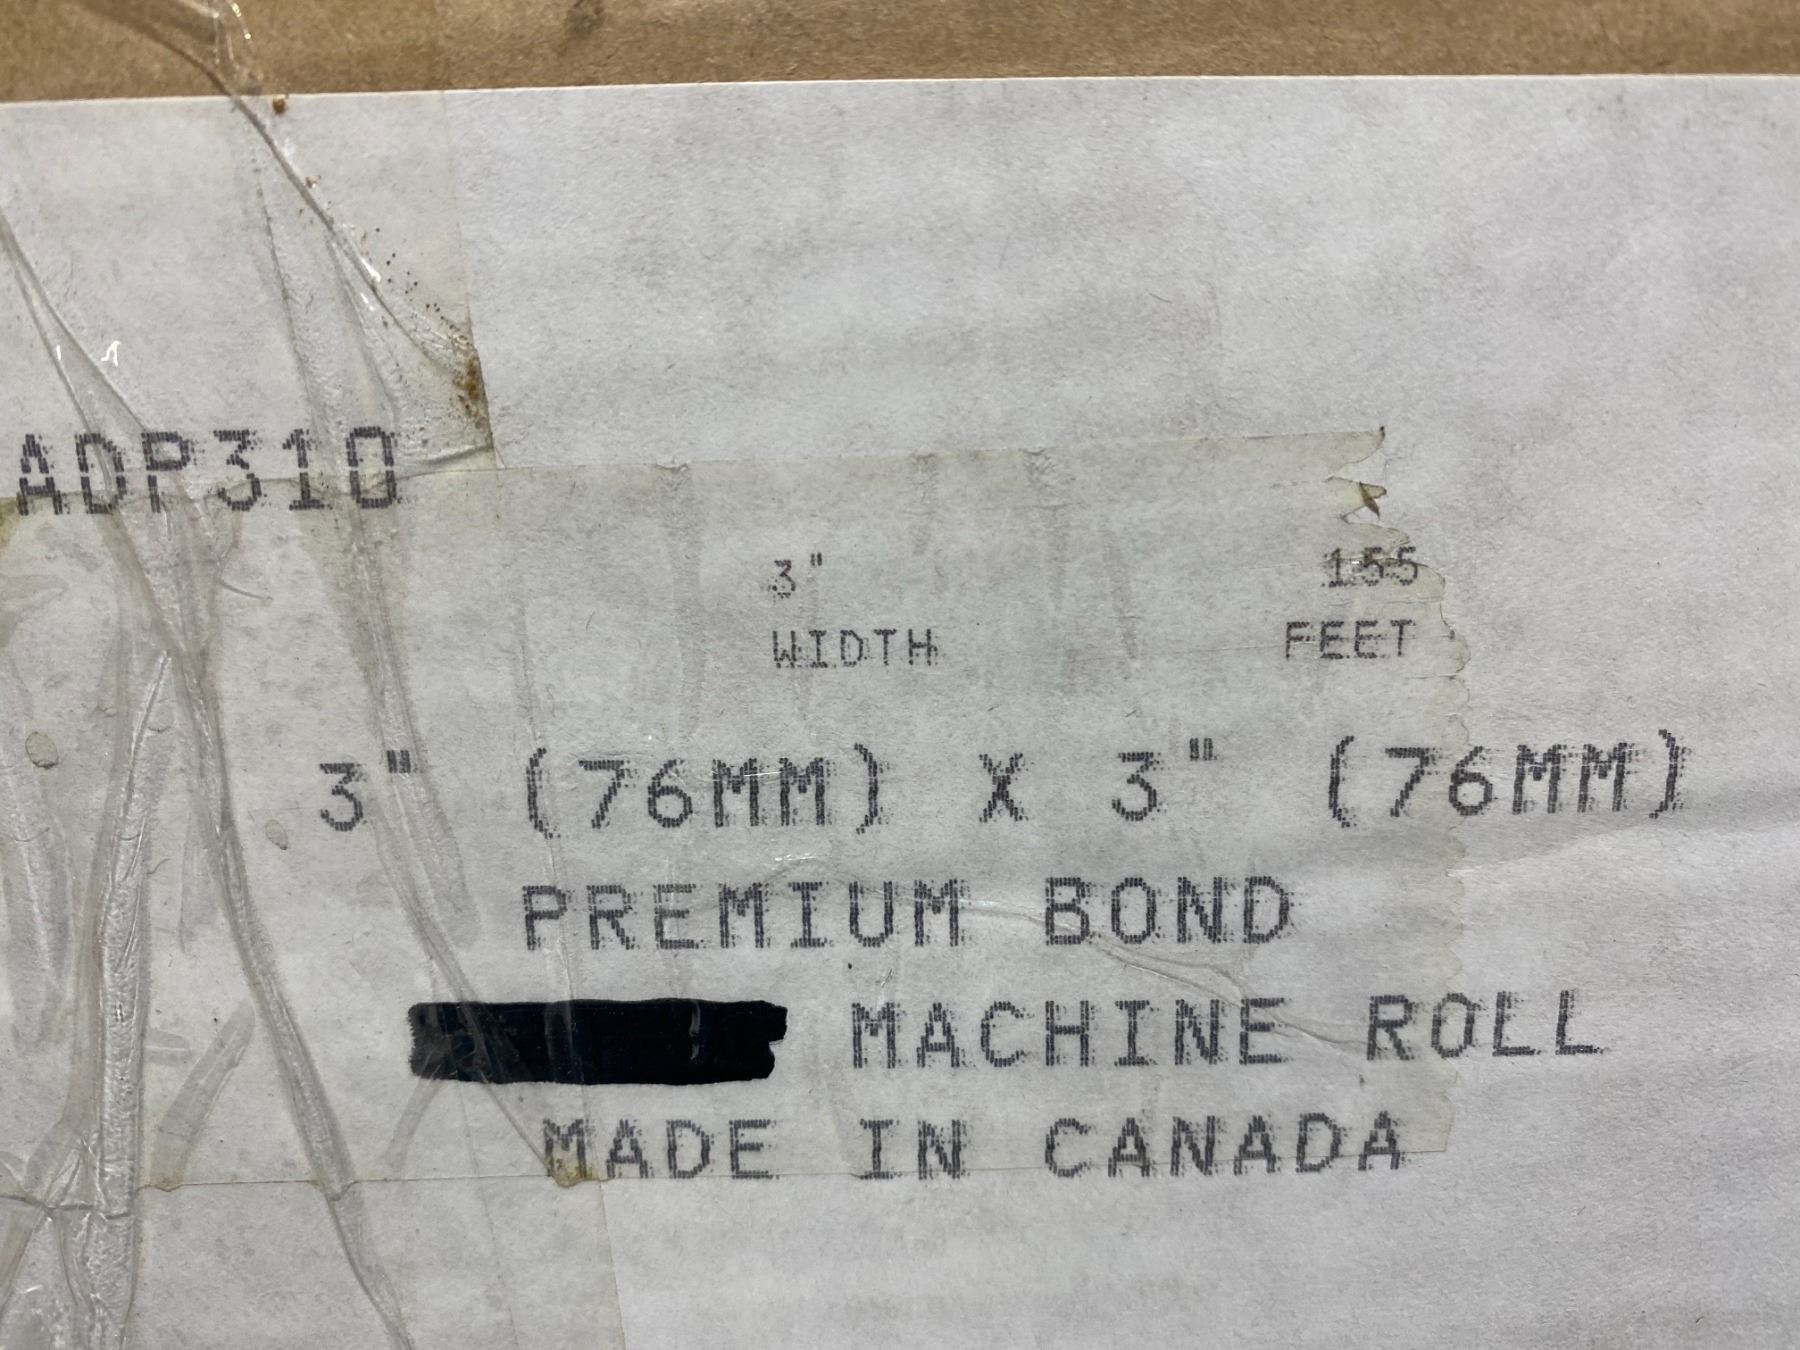 ADP310
3" 155
WIDTH FEET
3" (76MM) X 3" (76MM)
PREMIUM BOND
MACHINE ROLL
MADE IN CANADA